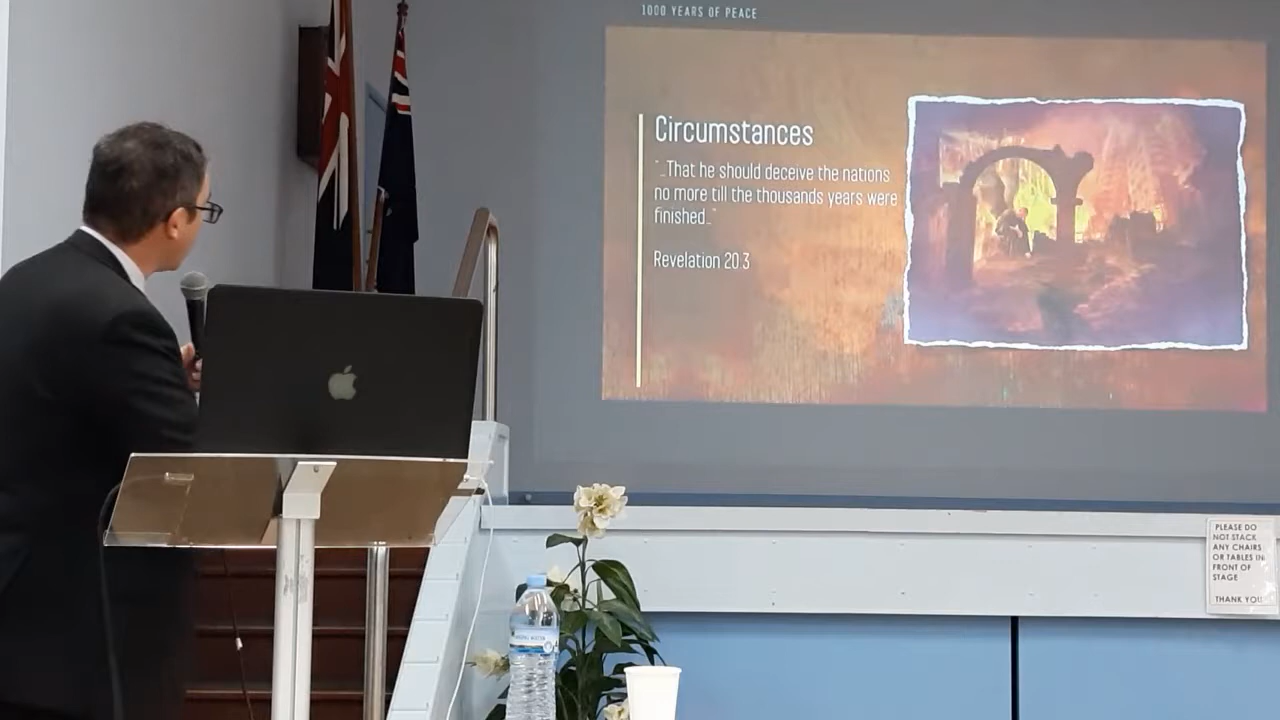 1000 YEARS OF PEACE
Circumstances
"...That he should deceive the nations
no more till the thousands years were
finished..."
Revelation 20:3
PLEASE DO
NOT STACK
ANY CHAIRS
OR TABLES IN
FRONT OF
STAGE
THANK YOU